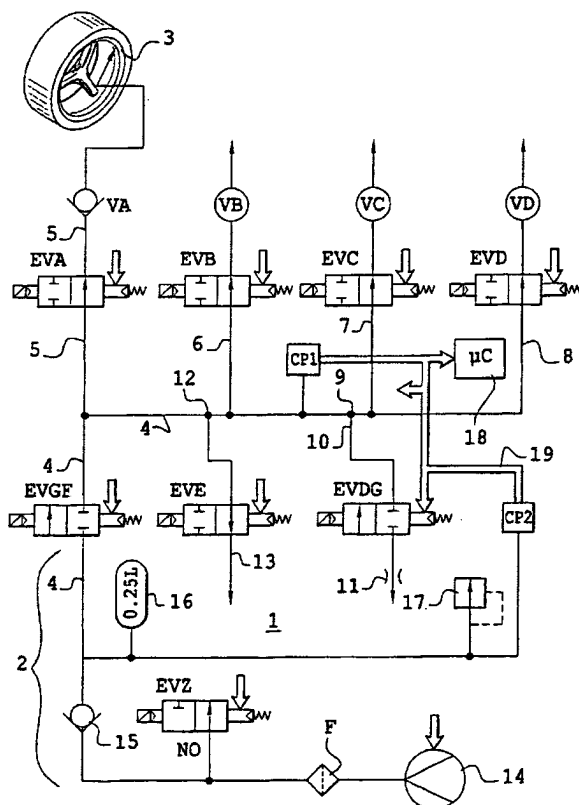 3
VA
VB
VC
VD
5
EVA
EVB
EVC
EVD
5
6
7
8
12
CP1
9
µC
4
10
18
4
19
EVGF
EVE
EVDG
CP2
4
13
11
17
0.25L
16
1
2
EVZ
15
NO
F
14